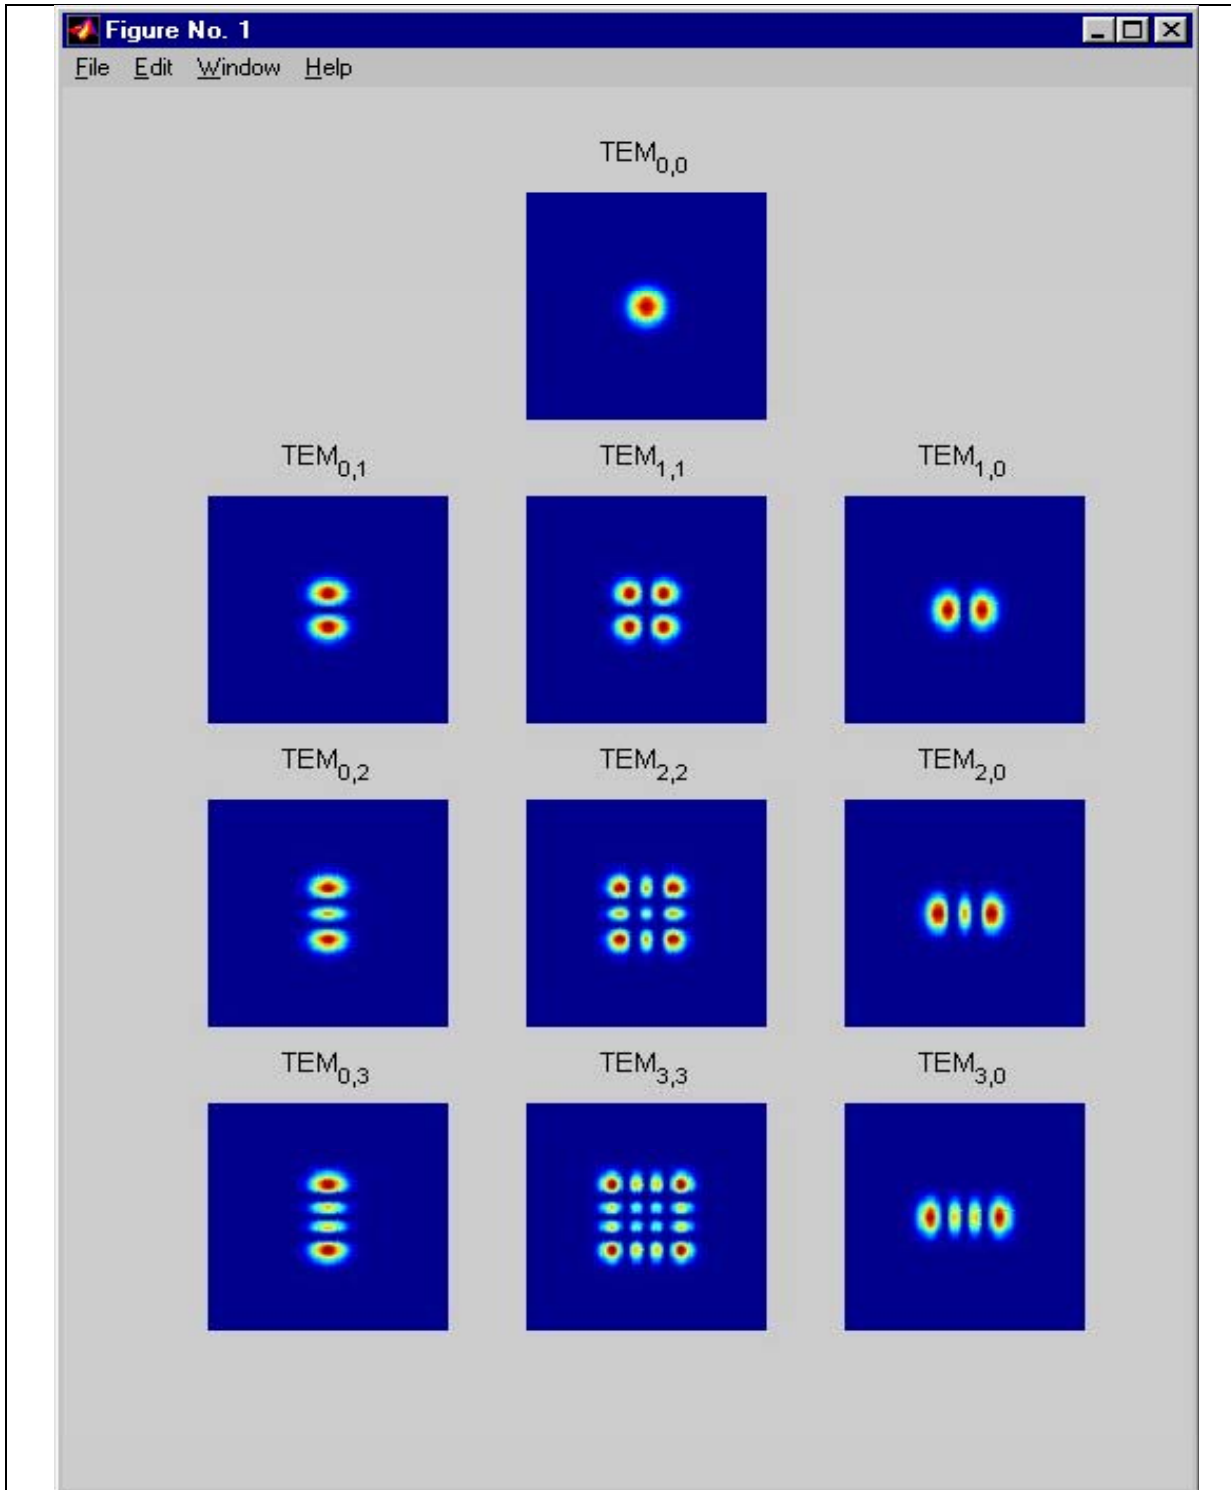 Figure No. 1
File Edit Window Help
TEM0,0
TEM0,1 TEM1,1 TEM1,0
TEM0,2 TEM2,2 TEM2,0
TEM0,3 TEM3,3 TEM3,0